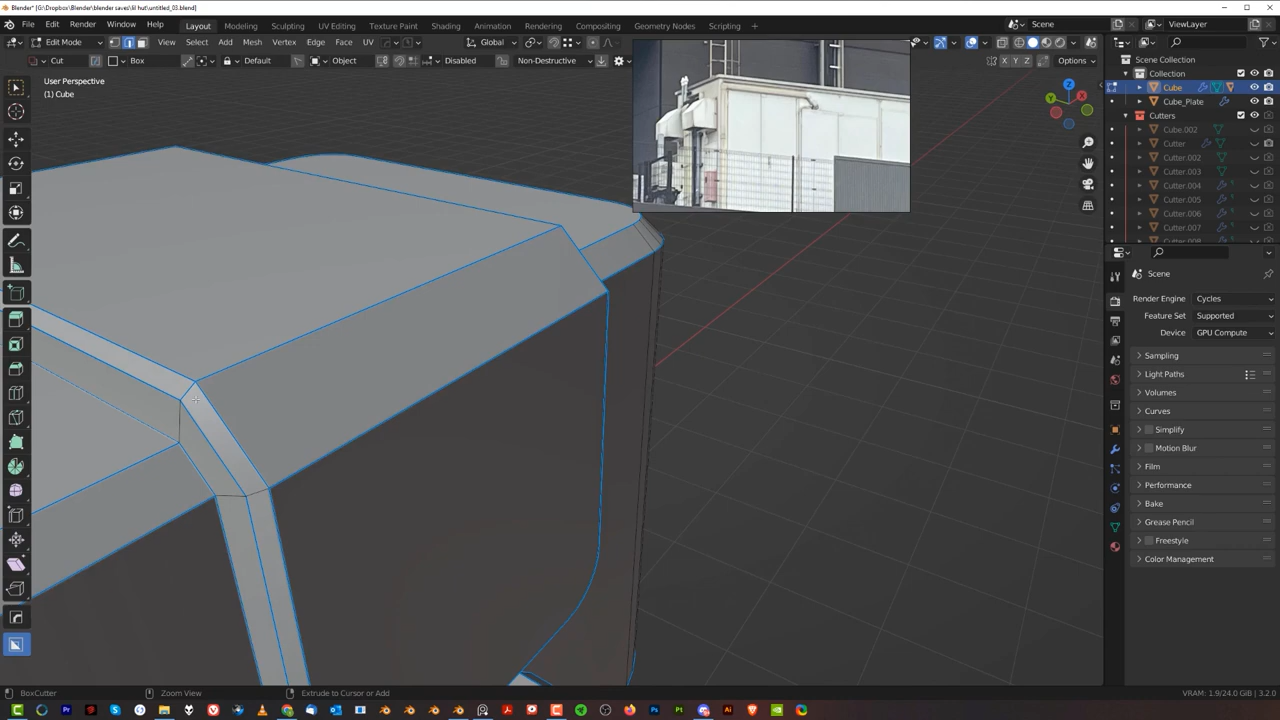 Blender* [G:\Dropbox\Blender\blender saves\lil hut\untitled_03.blend]
File Edit Render Window Help Layout Modeling Sculpting UV Editing Texture Paint Shading Animation Rendering Compositing Geometry Nodes Scripting + Scene ViewLayer
Edit Mode View Select Add Mesh Vertex Edge Face UV Global
Cut Box Default Object Disabled Non-Destructive X Y Z Options
User Perspective
(1) Cube
Scene Collection
Collection
Cube
Cube_Plate
Cutters
Cube.002
Cutter
Cutter.002
Cutter.003
Cutter.004
Cutter.005
Cutter.006
Cutter.007
Cutter.008
Scene
Render Engine Cycles
Feature Set Supported
Device GPU Compute
Sampling
Light Paths
Volumes
Curves
Simplify
Motion Blur
Film
Performance
Bake
Grease Pencil
Freestyle
Color Management
BoxCutter Zoom View Extrude to Cursor or Add VRAM: 1.9/24.0 GiB | 3.2.0